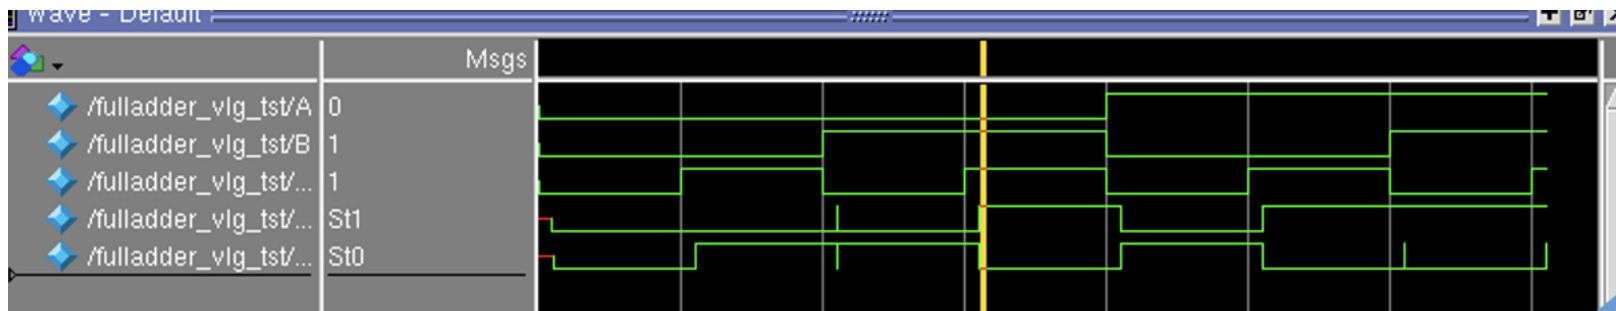 Wave - Default
Msgs
/fulladder_vlg_tst/A 0
/fulladder_vlg_tst/B 1
/fulladder_vlg_tst/... 1
/fulladder_vlg_tst/... St1
/fulladder_vlg_tst/... St0